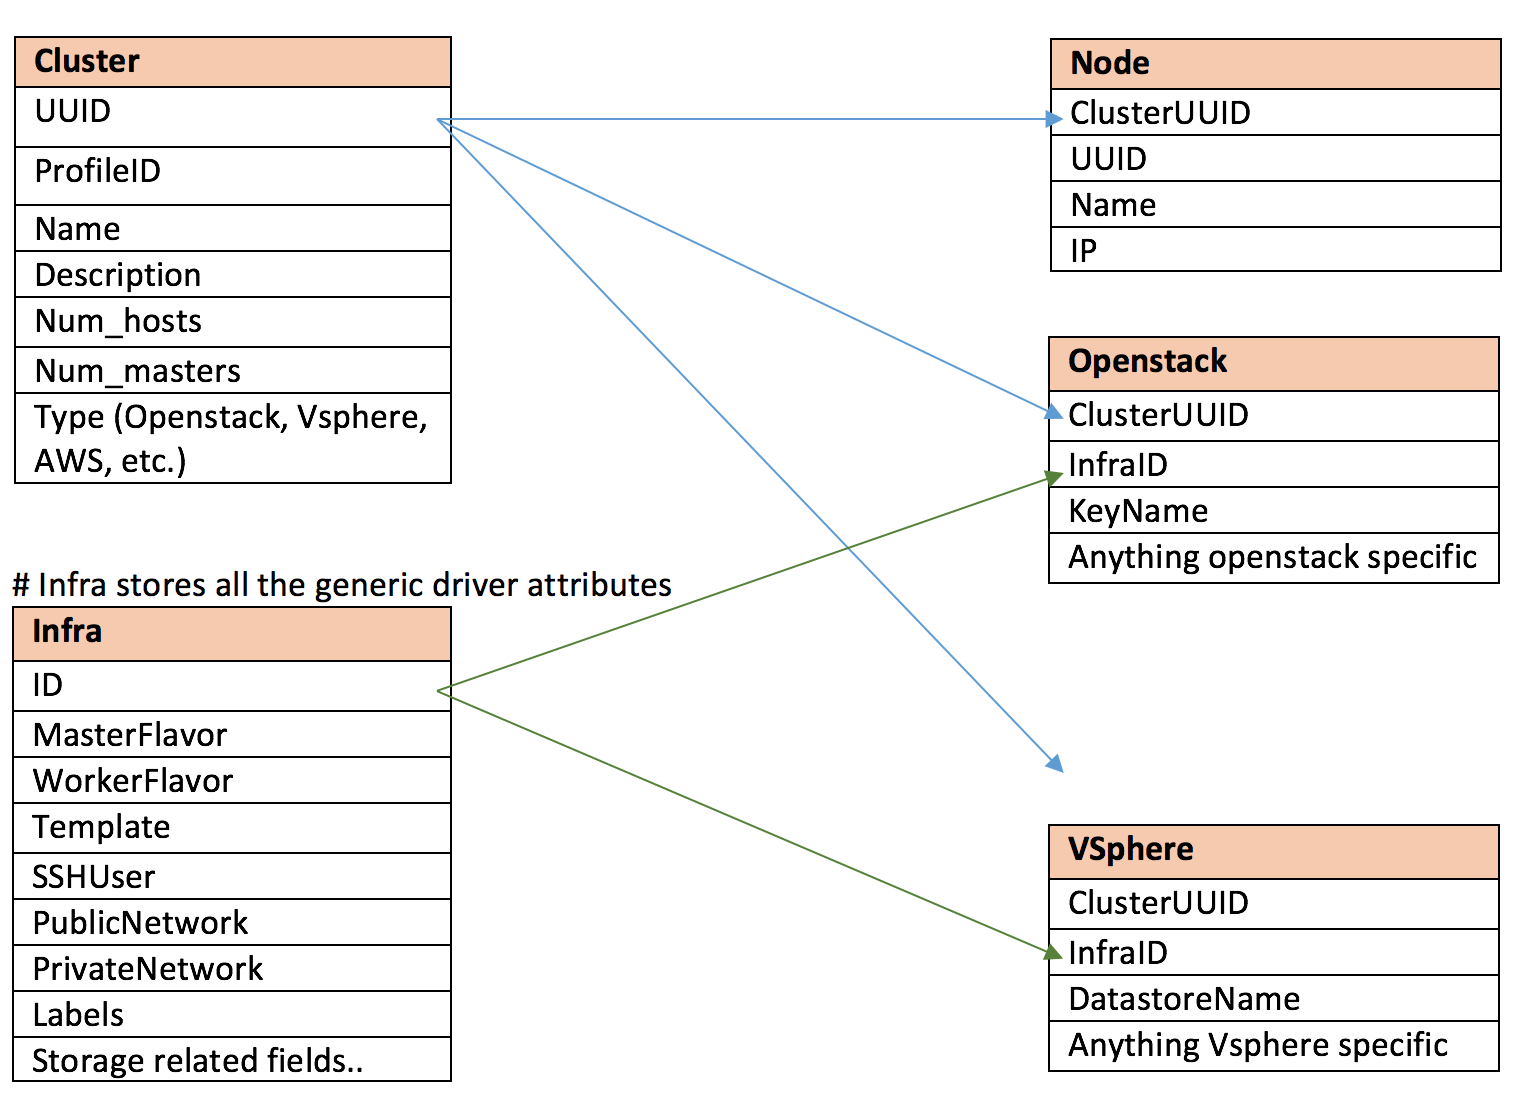 Cluster
UUID
ProfileID
Name
Description
Num_hosts
Num_masters
Type (Openstack, Vsphere,
AWS, etc.)
# Infra stores all the generic driver attributes
Infra
ID
MasterFlavor
WorkerFlavor
Template
SSHUser
PublicNetwork
PrivateNetwork
Labels
Storage related fields..
Node
ClusterUUID
UUID
Name
IP
Openstack
ClusterUUID
InfraID
KeyName
Anything openstack specific
VSphere
ClusterUUID
InfraID
DatastoreName
Anything Vsphere specific